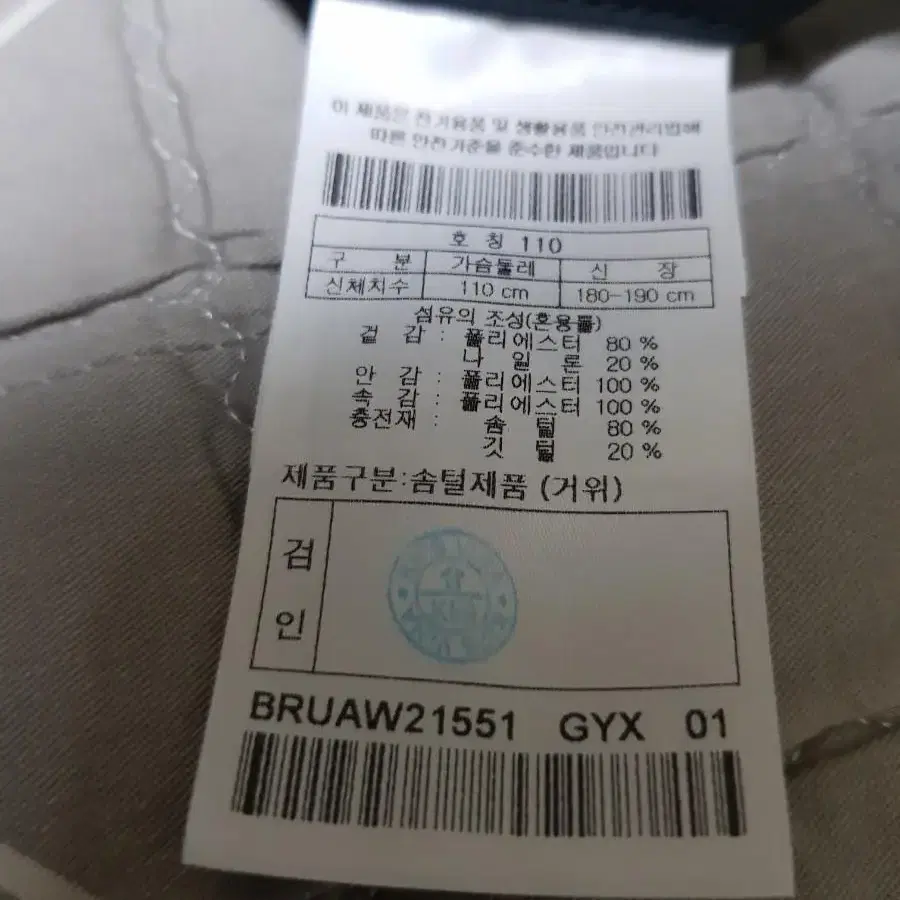 이 제품은 전기용품 및 생활용품 안전관리법에
따른 안전기준을 준수한 제품입니다
호 칭 110
구 분 가슴둘레 신 장
신체치수 110 cm 180-190 cm
섬유의 조성(혼용률)
겉 감 : 폴리에스터 80 %
나 일 론 20 %
안 감 : 폴리에스터 100 %
속 감 : 폴리에스터 100 %
충전재 : 솜 털 80 %
깃 털 20 %
제품구분:솜털제품 (거위)
검
인
BRUAW21551 GYX 01